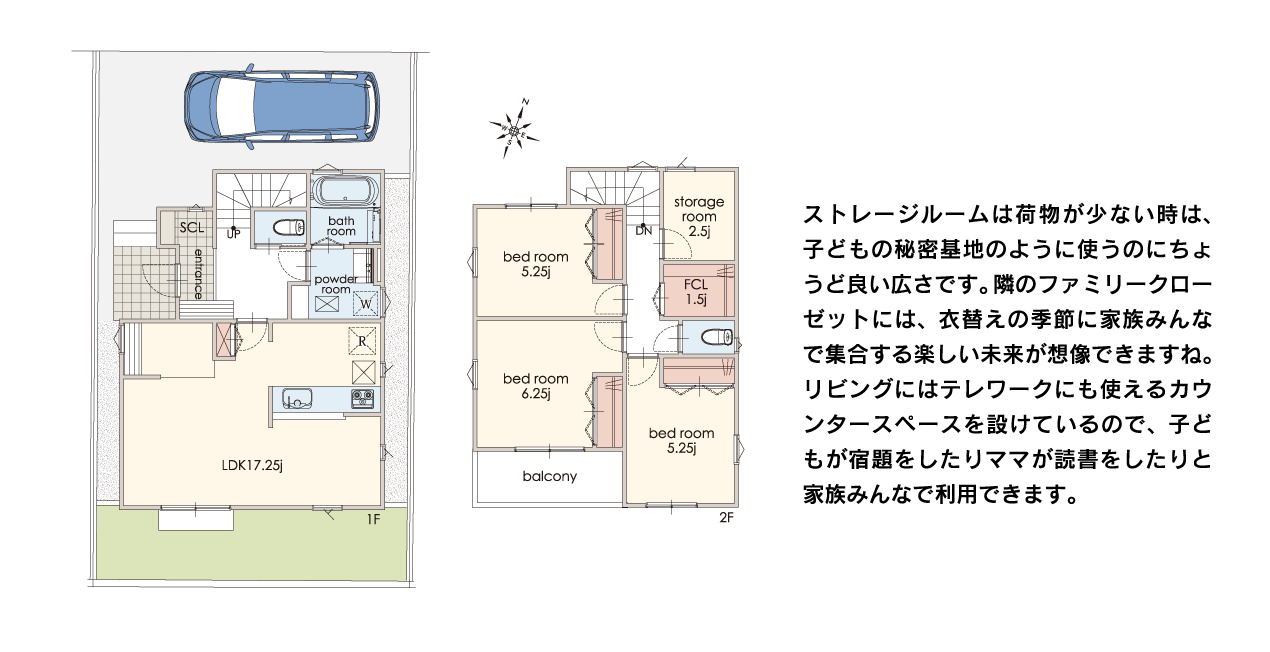 N
W
E
S
SCL
UP
bath
room
entrance
powder
room
W
R
LDK17.25j
1F
storage
room
2.5j
DN
bed room
5.25j
FCL
1.5j
bed room
6.25j
bed room
5.25j
balcony
2F
ストレージルームは荷物が少ない時は、
子どもの秘密基地のように使うのにちょ
うど良い広さです。隣のファミリークロー
ゼットには、衣替えの季節に家族みんな
で集合する楽しい未来が想像できますね。
リビングにはテレワークにも使えるカウ
ンタースペースを設けているので、子ど
もが宿題をしたりママが読書をしたりと
家族みんなで利用できます。